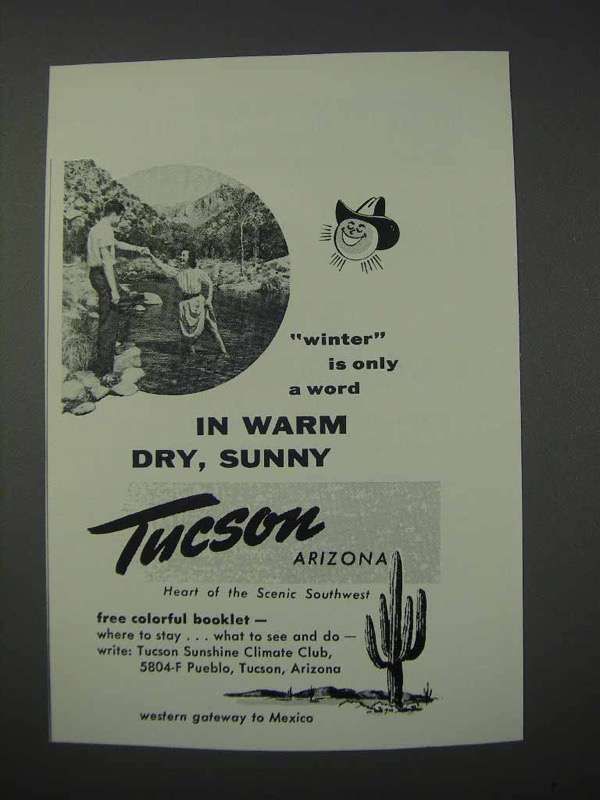 "winter"
is only
a word
IN WARM
DRY, SUNNY
Tucson
ARIZONA
Heart of the Scenic Southwest
free colorful booklet —
where to stay . . . what to see and do —
write: Tucson Sunshine Climate Club,
5804-F Pueblo, Tucson, Arizona
western gateway to Mexico